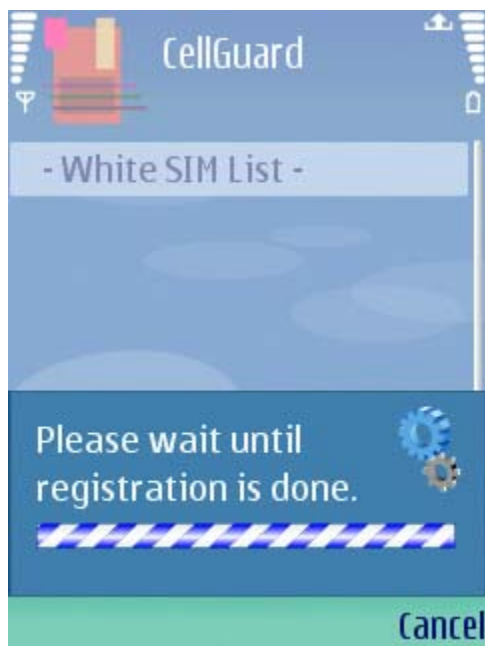 CellGuard
- White SIM List -
Please wait until
registration is done.
Cancel